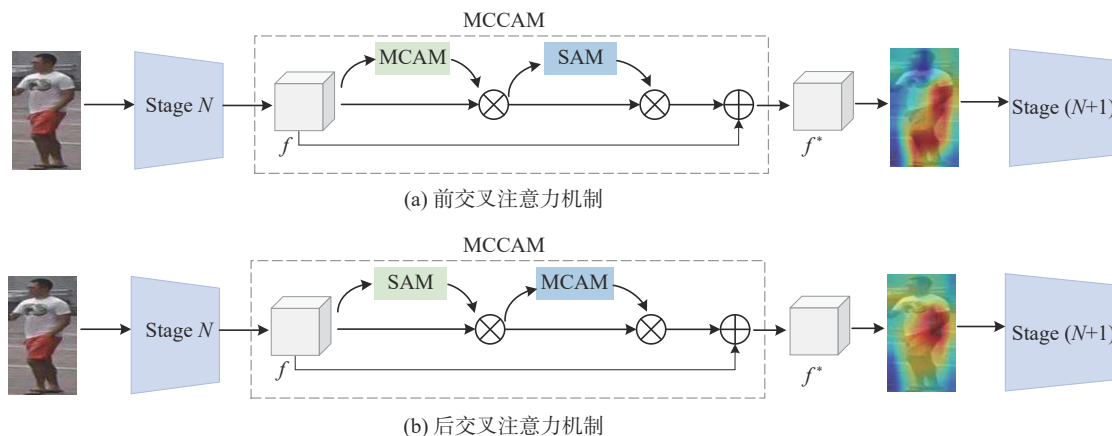 MCCAM
MCAM
SAM
Stage N
f
f*
Stage (N+1)
(a) 前交叉注意力机制
MCCAM
SAM
MCAM
Stage N
f
f*
Stage (N+1)
(b) 后交叉注意力机制